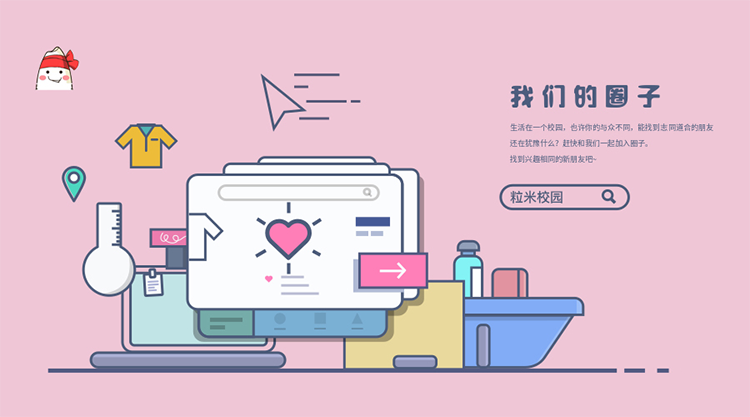 我们的圈子
生活在一个校园，也许你的与众不同，能找到志同道合的朋友
还在犹豫什么？赶快和我们一起加入圈子。
找到兴趣相同的新朋友吧~
粒米校园